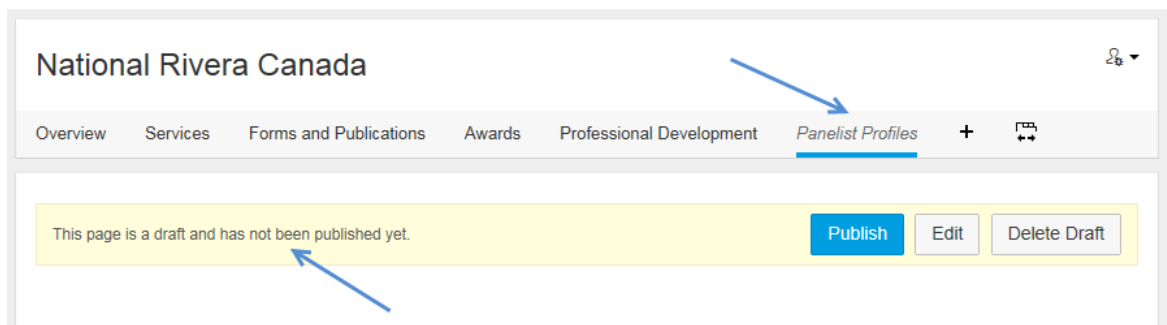 National Rivera Canada
Overview Services Forms and Publications Awards Professional Development Panelist Profiles +
This page is a draft and has not been published yet. Publish Edit Delete Draft